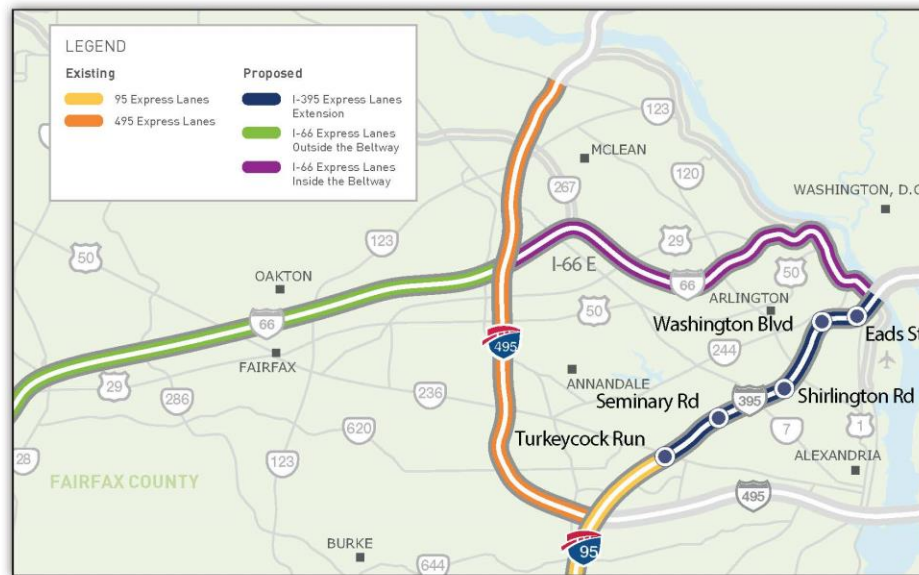 LEGEND
Existing
95 Express Lanes
495 Express Lanes
Proposed
I-395 Express Lanes
Extension
I-66 Express Lanes
Outside the Beltway
I-66 Express Lanes
Inside the Beltway
123
MCLEAN
120
WASHINGTON, D.C
267
123
29
50
50
OAKTON
I-66 E
66
ARLINGTON
50
66
Washington Blvd
Eads St
495
FAIRFAX
244
29
ANNANDALE
286
236
Seminary Rd
395
Shirlington Rd
620
Turkeycock Run
7
1
28
123
ALEXANDRIA
FAIRFAX COUNTY
495
BURKE
95
644